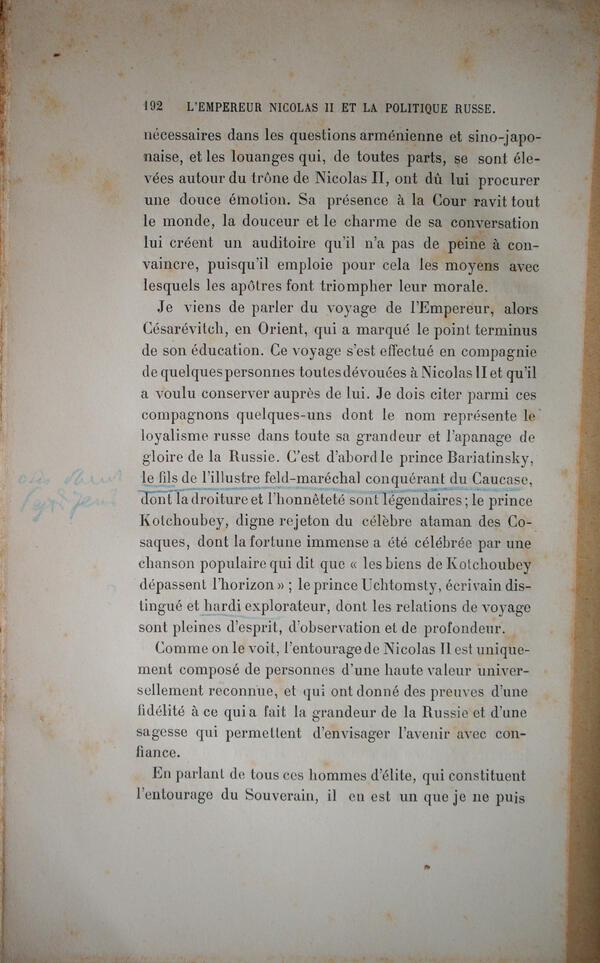 192 L'EMPEREUR NICOLAS II ET LA POLITIQUE RUSSE.
nécessaires dans les questions arménienne et sino-japo-
naise, et les louanges qui, de toutes parts, se sont éle-
vées autour du trône de Nicolas II, ont dû lui procurer
une douce émotion. Sa présence à la Cour ravit tout
le monde, la douceur et le charme de sa conversation
lui créent un auditoire qu'il n'a pas de peine à con-
vaincre, puisqu'il emploie pour cela les moyens avec
lesquels les apôtres font triompher leur morale.
Je viens de parler du voyage de l'Empereur, alors
Césarévitch, en Orient, qui a marqué le point terminus
de son éducation. Ce voyage s'est effectué en compagnie
de quelques personnes toutes dévouées à Nicolas II et qu'il
a voulu conserver auprès de lui. Je dois citer parmi ces
compagnons quelques-uns dont le nom représente le
loyalisme russe dans toute sa grandeur et l'apanage de
gloire de la Russie. C'est d'abord le prince Bariatinsky,
le fils de l'illustre feld-maréchal conquérant du Caucase,
dont la droiture et l'honnêteté sont légendaires ; le prince
Kotchoubey, digne rejeton du célèbre ataman des Co-
saques, dont la fortune immense a été célébrée par une
chanson populaire qui dit que « les biens de Kotchoubey
dépassent l'horizon » ; le prince Uchtomsty, écrivain dis-
tingué et hardi explorateur, dont les relations de voyage
sont pleines d'esprit, d'observation et de profondeur.
Comme on le voit, l'entourage de Nicolas II est unique-
ment composé de personnes d'une haute valeur univer-
sellement reconnue, et qui ont donné des preuves d'une
fidélité à ce qui a fait la grandeur de la Russie et d'une
sagesse qui permettent d'envisager l'avenir avec con-
fiance.
En parlant de tous ces hommes d'élite, qui constituent
l'entourage du Souverain, il en est un que je ne puis